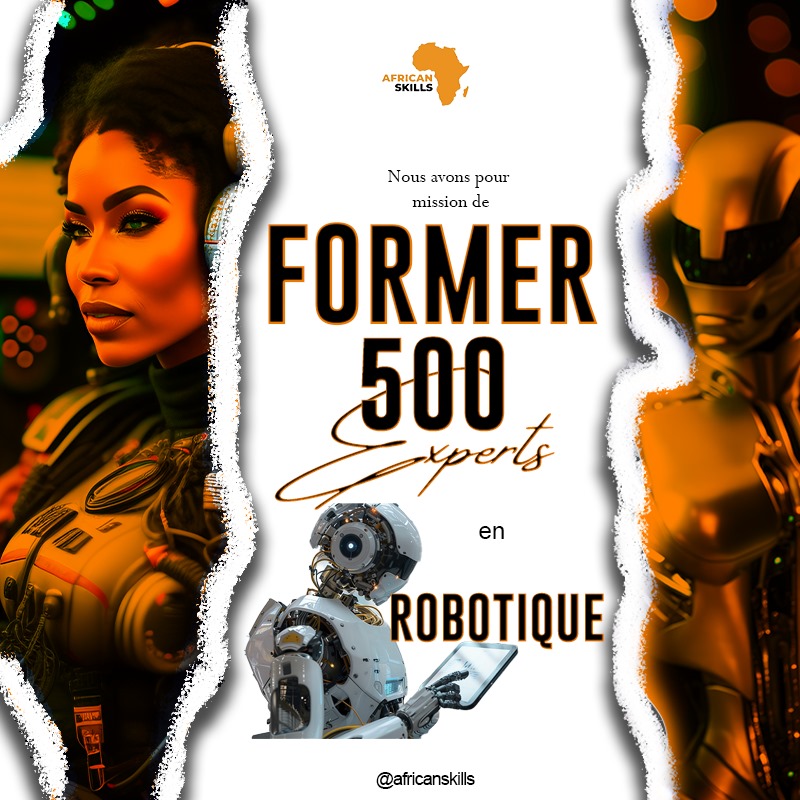 AFRICAN
SKILLS
Nous avons pour
mission de
FORMER
500
Experts
en
ROBOTIQUE
@africanskills